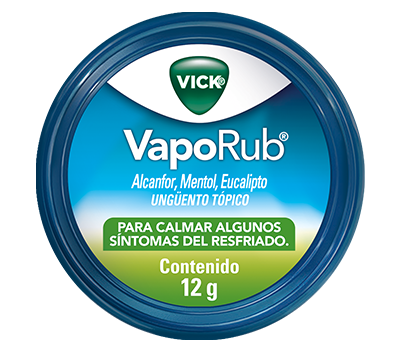 VICK®
VapoRub®
Alcanfor, Mentol, Eucalipto
UNGÜENTO TÓPICO
PARA CALMAR ALGUNOS
SÍNTOMAS DEL RESFRIADO.
Contenido
12 g